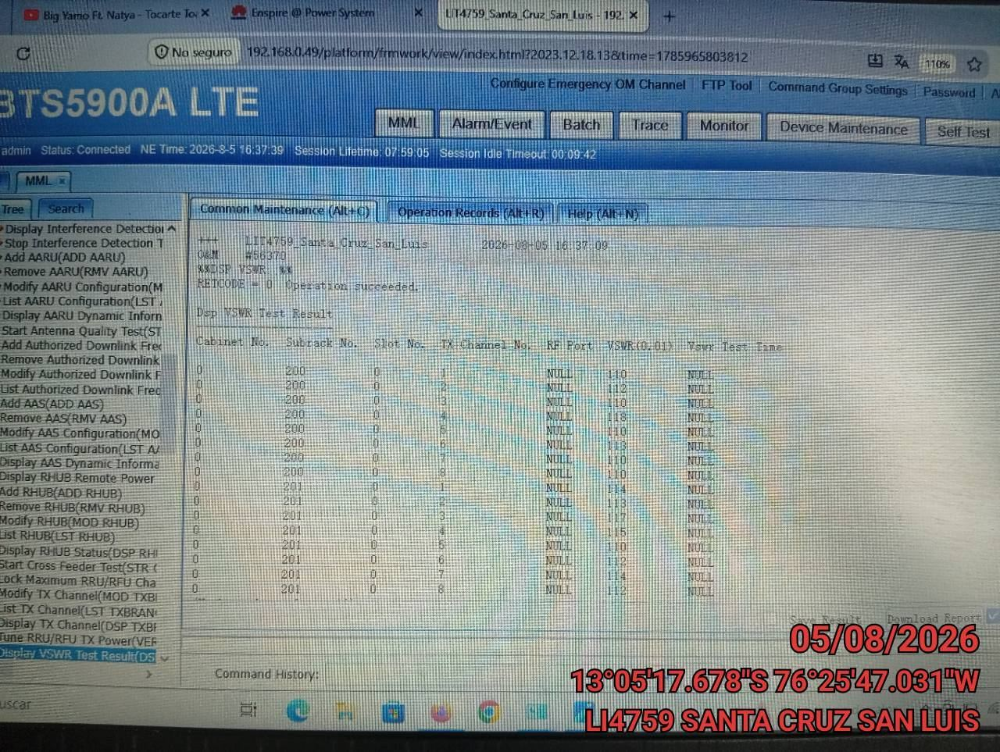 Big Yamo Ft. Natya - Tocarte To
Enspire @ Power System
LIT4759_Santa_Cruz_San_Luis - 192.
No seguro
192.168.0.49/platform/frmwork/view/index.html?2023.12.18.13&time=1785965803812
110%
BTS5900A LTE
Configure Emergency OM Channel | FTP Tool | Command Group Settings | Password |
MML
Alarm/Event
Batch
Trace
Monitor
Device Maintenance
Self Test
admin Status: Connected NE Time: 2026-8-5 16:37:39 Session Lifetime: 07:59:05 Session Idle Timeout: 00:09:42
MML
Tree
Search
Common Maintenance (Alt+C)
Operation Records (Alt+R)
Help (Alt+N)
Display Interference Detectio
Stop Interference Detection T
Add AARU(ADD AARU)
Remove AARU(RMV AARU)
Modify AARU Configuration(M
List AARU Configuration(LST
Display AARU Dynamic Inforn
Start Antenna Quality Test(ST
Add Authorized Downlink Fre
Remove Authorized Downlink
Modify Authorized Downlink F
List Authorized Downlink Freq
Add AAS(ADD AAS)
Remove AAS(RMV AAS)
Modify AAS Configuration(MO
List AAS Configuration(LST A
Display AAS Dynamic Informa
Display RHUB Remote Power
Add RHUB(ADD RHUB)
Remove RHUB(RMV RHUB)
Modify RHUB(MOD RHUB)
List RHUB(LST RHUB)
Display RHUB Status(DSP RH
Start Cross Feeder Test(STR
Lock Maximum RRU/RFU Cha
Modify TX Channel(MOD TXB
List TX Channel(LST TXBRAN
Display TX Channel(DSP TXB
Tune RRU/RFU TX Power(VER
Display VSWR Test Result(DS
+++ LIT4759_Santa_Cruz_San_Luis 2026-08-05 16:37:09
O&M #56370
%%DSP VSWR: %%
RETCODE = 0 Operation succeeded.
Dsp VSWR Test Result
Cabinet No. Subrack No. Slot No. TX Channel No. RF Port VSWR(0.01) Vswr Test Time
0 200 0 1 NULL 110 NULL
0 200 0 2 NULL 112 NULL
0 200 0 3 NULL 110 NULL
0 200 0 4 NULL 118 NULL
0 200 0 5 NULL 110 NULL
0 200 0 6 NULL 113 NULL
0 200 0 7 NULL 110 NULL
0 200 0 8 NULL 110 NULL
0 201 0 1 NULL 114 NULL
0 201 0 2 NULL 113 NULL
0 201 0 3 NULL 117 NULL
0 201 0 4 NULL 115 NULL
0 201 0 5 NULL 110 NULL
0 201 0 6 NULL 112 NULL
0 201 0 7 NULL 114 NULL
0 201 0 8 NULL 112 NULL
Save Result
Download Report
Command History:
uscar
05/08/2026
13°05'17.678"S 76°25'47.031"W
LI4759 SANTA CRUZ SAN LUIS